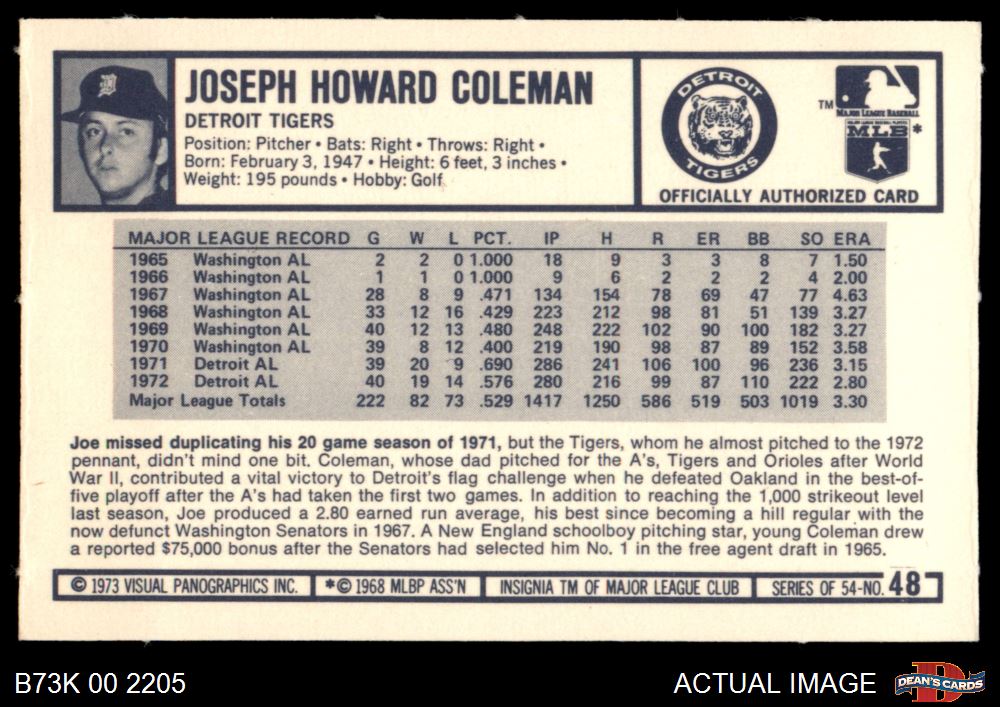 JOSEPH HOWARD COLEMAN
DETROIT TIGERS
Position: Pitcher • Bats: Right • Throws: Right •
Born: February 3, 1947 • Height: 6 feet, 3 inches •
Weight: 195 pounds • Hobby: Golf
DETROIT
TIGERS
TM
MAJOR LEAGUE BASEBALL
MLB*
OFFICIALLY AUTHORIZED CARD
MAJOR LEAGUE RECORD G W L PCT. IP H R ER BB SO ERA
1965 Washington AL 2 2 0 1.000 18 9 3 3 8 7 1.50
1966 Washington AL 1 1 0 1.000 9 6 2 2 2 4 2.00
1967 Washington AL 28 8 9 .471 134 154 78 69 47 77 4.63
1968 Washington AL 33 12 16 .429 223 212 98 81 51 139 3.27
1969 Washington AL 40 12 13 .480 248 222 102 90 100 182 3.27
1970 Washington AL 39 8 12 .400 219 190 98 87 89 152 3.58
1971 Detroit AL 39 20 9 .690 286 241 106 100 96 236 3.15
1972 Detroit AL 40 19 14 .576 280 216 99 87 110 222 2.80
Major League Totals 222 82 73 .529 1417 1250 586 519 503 1019 3.30
Joe missed duplicating his 20 game season of 1971, but the Tigers, whom he almost pitched to the 1972
pennant, didn't mind one bit. Coleman, whose dad pitched for the A's, Tigers and Orioles after World
War II, contributed a vital victory to Detroit's flag challenge when he defeated Oakland in the best-of-
five playoff after the A's had taken the first two games. In addition to reaching the 1,000 strikeout level
last season, Joe produced a 2.80 earned run average, his best since becoming a hill regular with the
now defunct Washington Senators in 1967. A New England schoolboy pitching star, young Coleman drew
a reported $75,000 bonus after the Senators had selected him No. 1 in the free agent draft in 1965.
© 1973 VISUAL PANOGRAPHICS INC. *© 1968 MLBP ASS'N INSIGNIA TM OF MAJOR LEAGUE CLUB SERIES OF 54-NO. 48
B73K 00 2205 ACTUAL IMAGE DEAN'S CARDS